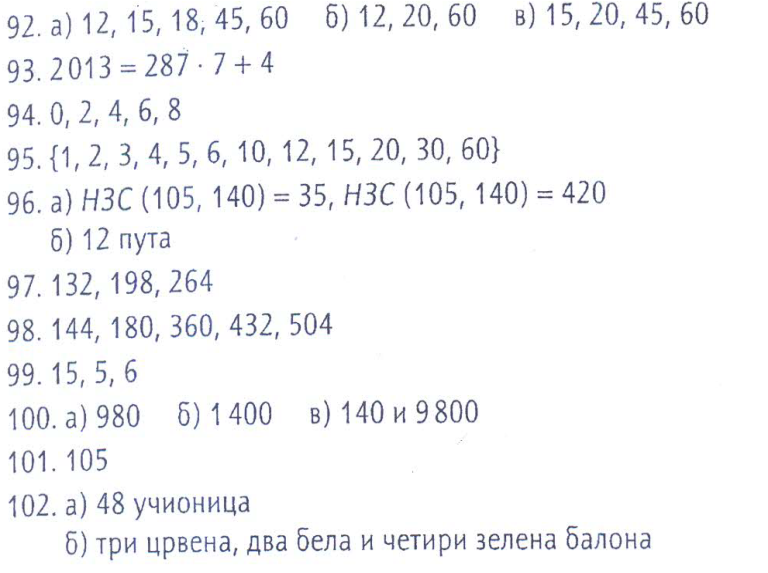 92. а) 12, 15, 18, 45, 60 б) 12, 20, 60 в) 15, 20, 45, 60
93. 2 013 = 287 · 7 + 4
94. 0, 2, 4, 6, 8
95. {1, 2, 3, 4, 5, 6, 10, 12, 15, 20, 30, 60}
96. а) НЗС (105, 140) = 35, НЗС (105, 140) = 420
б) 12 пута
97. 132, 198, 264
98. 144, 180, 360, 432, 504
99. 15, 5, 6
100. а) 980 б) 1 400 в) 140 и 9 800
101. 105
102. а) 48 учионица
б) три црвена, два бела и четири зелена балона